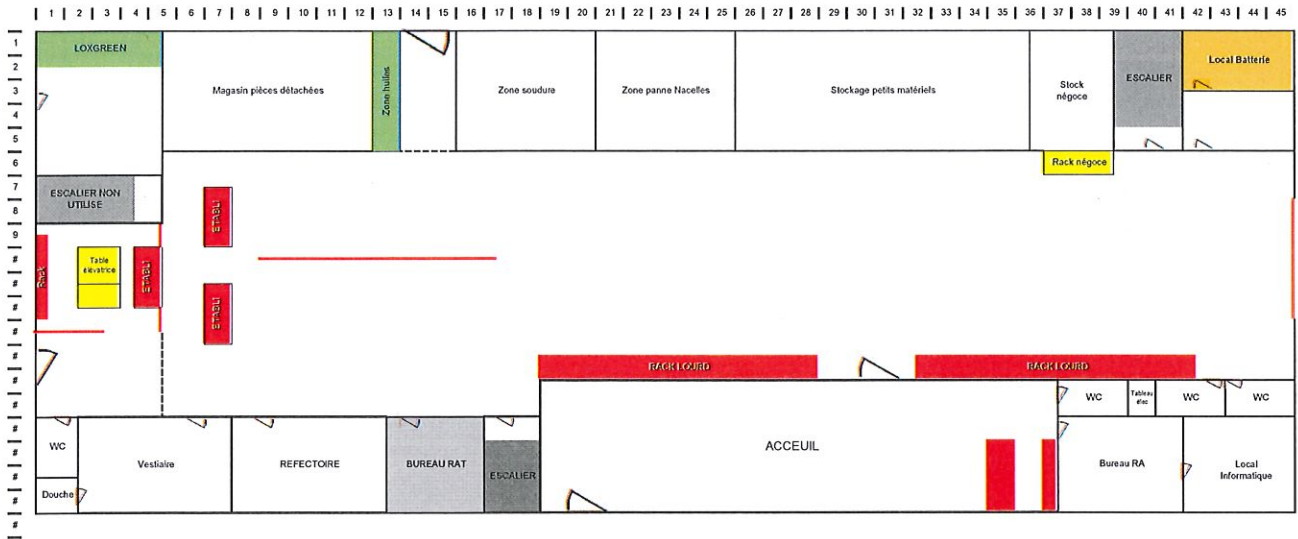 1 2 3 4 5 6 7 8 9 10 11 12 13 14 15 16 17 18 19 20 21 22 23 24 25 26 27 28 29 30 31 32 33 34 35 36 37 38 39 40 41 42 43 44 45
1
2
3
4
5
6
7
8
9
#
#
#
#
#
#
#
#
#
#
#
#
LOXGREEN
Magasin pièces détachées
Zone huiles
Zone soudure
Zone panne Nacelles
Stockage petits matériels
Stock
négoce
ESCALIER
Local Batterie
Rack négoce
ESCALIER NON
UTILISE
ETABLI
Rack
Table
élévatrice
ETABLI
ETABLI
RACK LOURD
RACK LOURD
WC
Tableau
élec
WC
WC
WC
Douche
Vestiaire
REFECTOIRE
BUREAU RAT
ESCALIER
ACCEUIL
Bureau RA
Local
Informatique